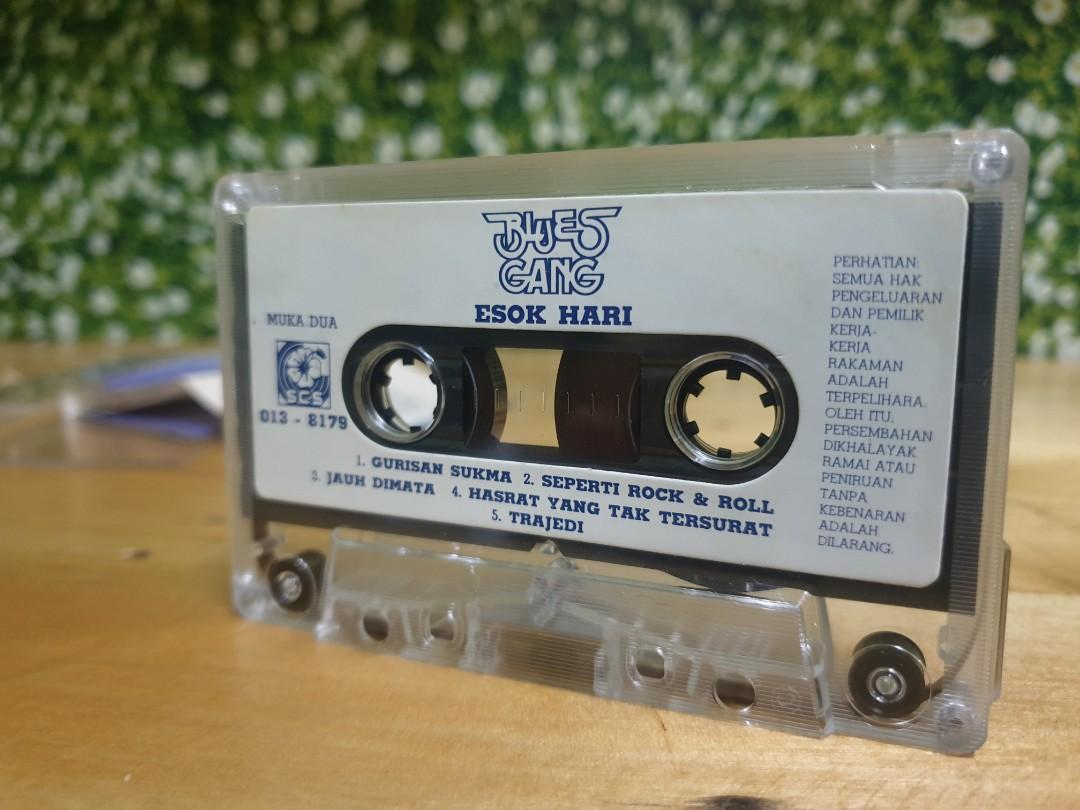 BLUES
GANG
ESOK HARI
MUKA DUA
SCS
013 - 8179
1. GURISAN SUKMA 2. SEPERTI ROCK & ROLL
3. JAUH DIMATA 4. HASRAT YANG TAK TERSURAT
5. TRAJEDI
PERHATIAN:
SEMUA HAK
PENGELUARAN
DAN PEMILIK
KERJA-
KERJA
RAKAMAN
ADALAH
TERPELIHARA.
OLEH ITU,
PERSEMBAHAN
DIKHALAYAK
RAMAI ATAU
PENIRUAN
TANPA
KEBENARAN
ADALAH
DILARANG.